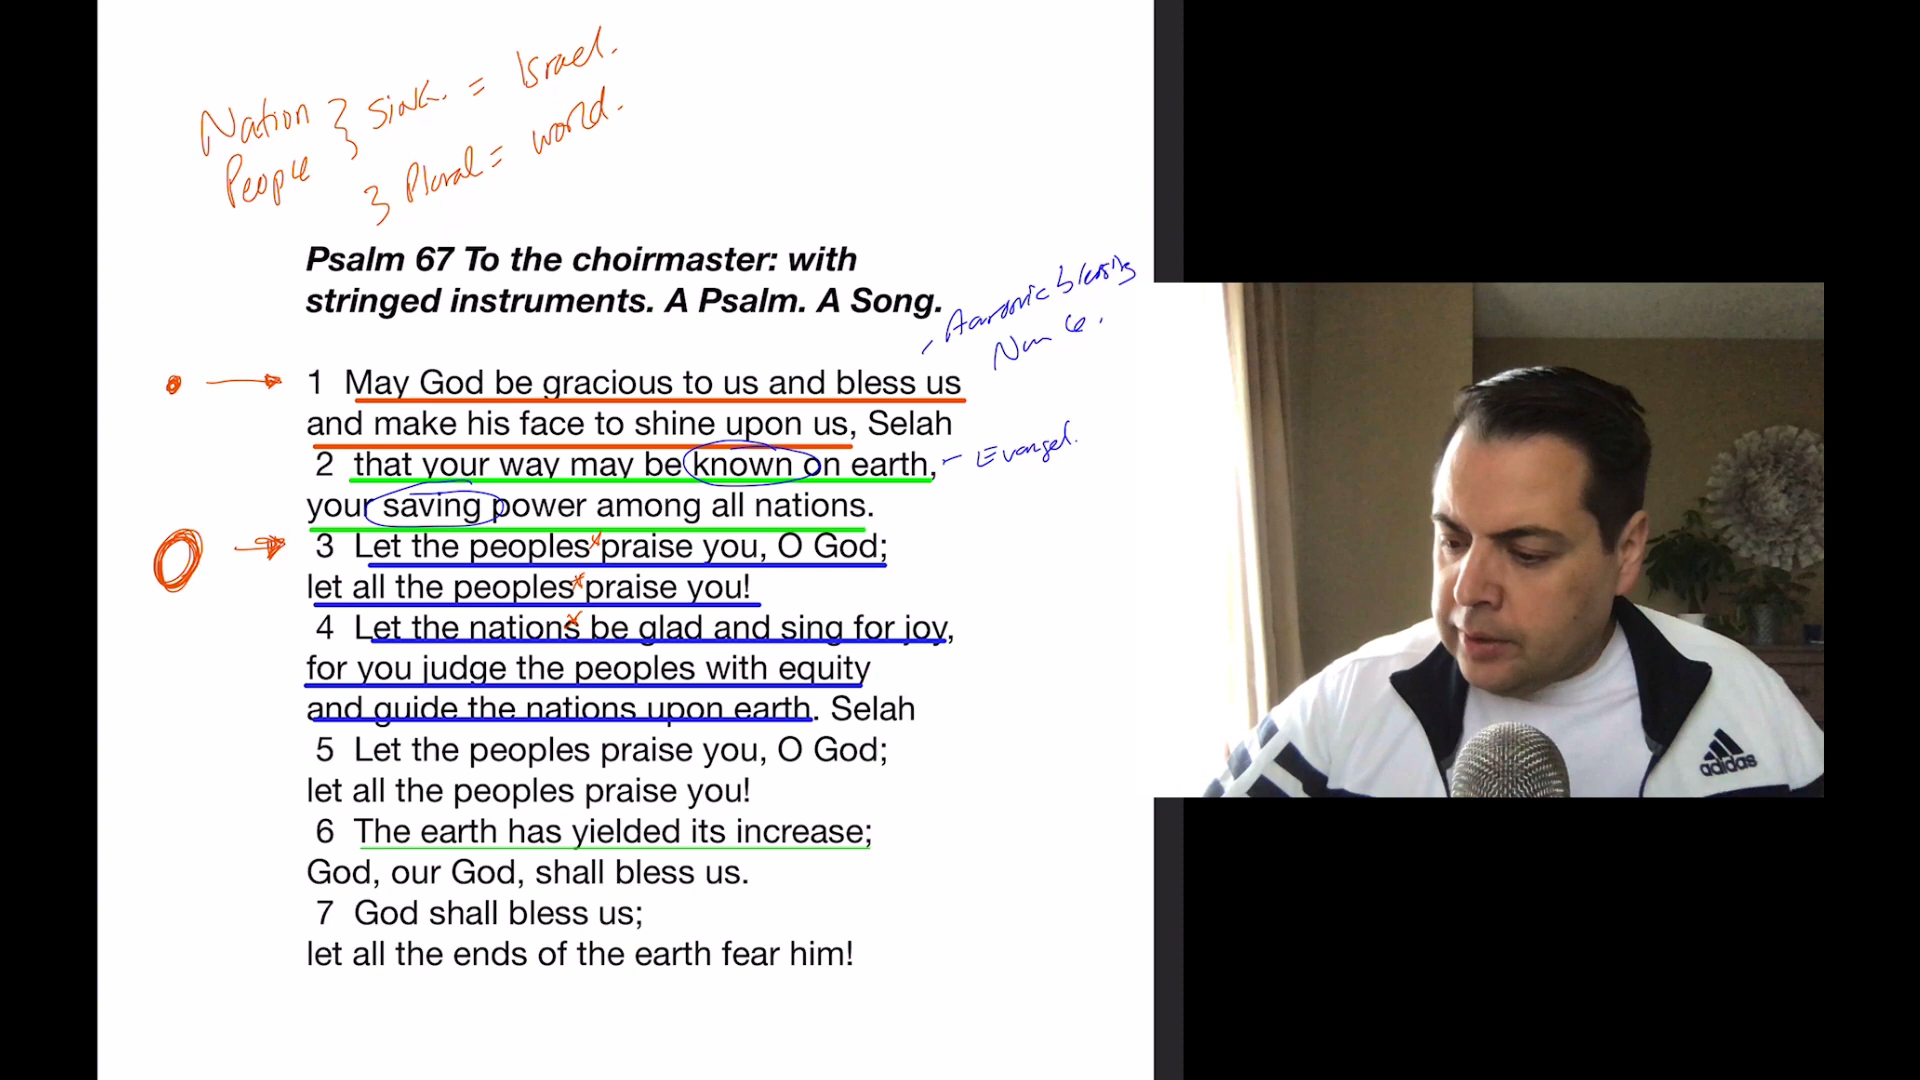 Nation } sink. = Israel.
People } Plural = world.
Psalm 67 To the choirmaster: with
stringed instruments. A Psalm. A Song.
- Aaronic blessing
Num 6.
1 May God be gracious to us and bless us
and make his face to shine upon us, Selah
2 that your way may be known on earth, - Evangel.
your saving power among all nations.
3 Let the peoples praise you, O God;
let all the peoples praise you!
4 Let the nations be glad and sing for joy,
for you judge the peoples with equity
and guide the nations upon earth. Selah
5 Let the peoples praise you, O God;
let all the peoples praise you!
6 The earth has yielded its increase;
God, our God, shall bless us.
7 God shall bless us;
let all the ends of the earth fear him!
adidas